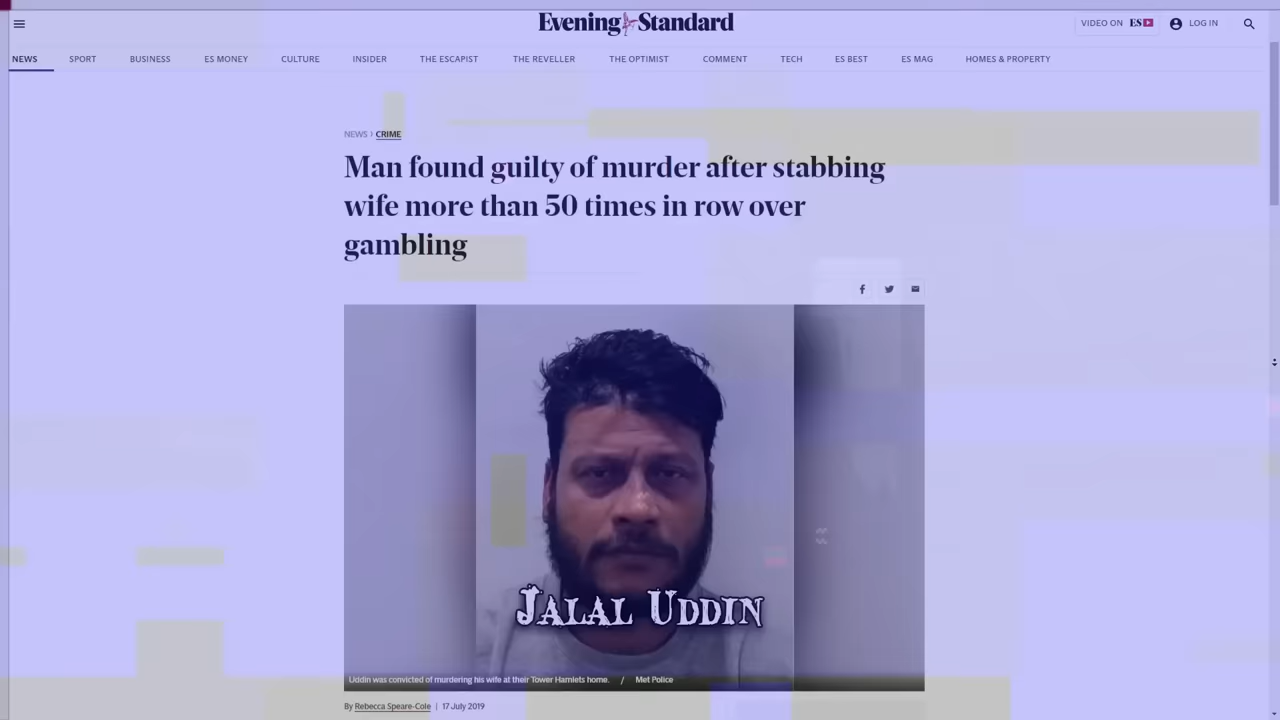 Evening Standard
VIDEO ON ES
LOG IN
NEWS SPORT BUSINESS ES MONEY CULTURE INSIDER THE ESCAPIST THE REVELLER THE OPTIMIST COMMENT TECH ES BEST ES MAG HOMES & PROPERTY
NEWS › CRIME
Man found guilty of murder after stabbing
wife more than 50 times in row over
gambling
JALAL UDDIN
Uddin was convicted of murdering his wife at their Tower Hamlets home. / Met Police
By Rebecca Speare-Cole | 17 July 2019